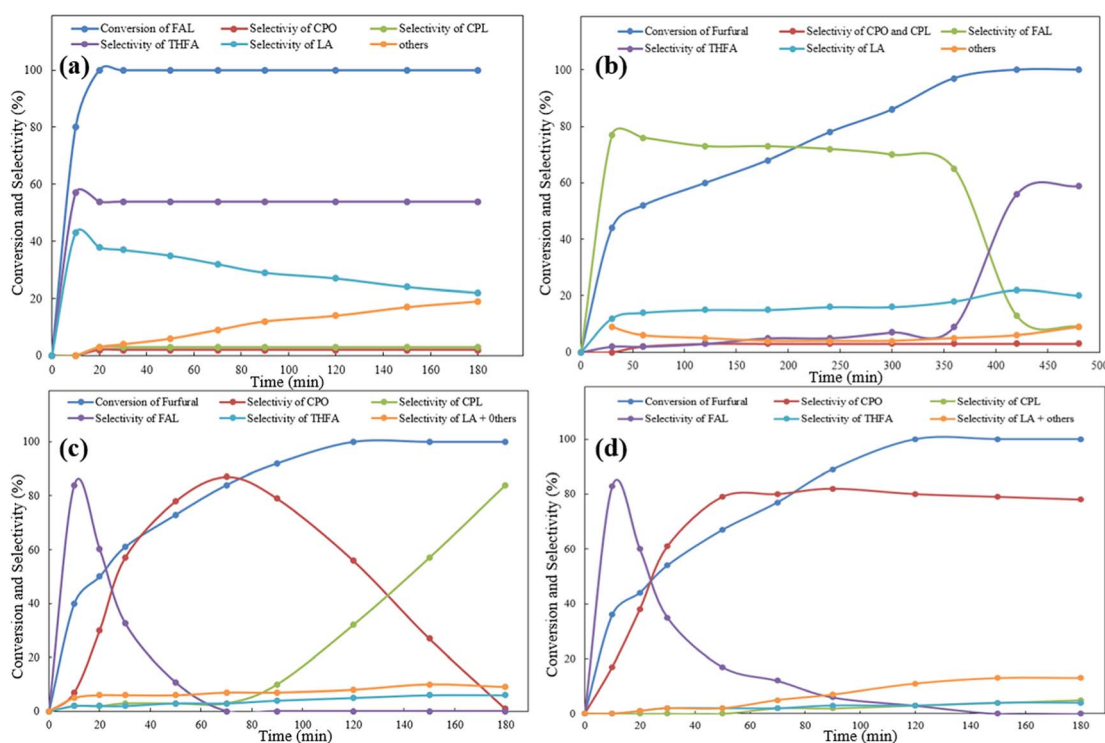 Conversion of FAL Selectivity of CPO Selectivity of CPL
Selectivity of THFA Selectivity of LA others
(a)
100
80
60
40
20
0
0 20 40 60 80 100 120 140 160 180
Time (min)
Conversion and Selectivity (%)
Conversion of Furfural Selectivity of CPO and CPL Selectivity of FAL
Selectivity of THFA Selectivity of LA others
(b)
100
80
60
40
20
0
0 50 100 150 200 250 300 350 400 450 500
Time (min)
Conversion and Selectivity (%)
Conversion of Furfural Selectiviy of CPO Selectivity of CPL
Selectivity of FAL Selectivity of THFA Selectivity of LA + 0thers
(c)
100
80
60
40
20
0
0 20 40 60 80 100 120 140 160 180
Time (min)
Conversion and Selectivity (%)
Conversion of Furfural Selectiviy of CPO Selectivity of CPL
Selectivity of FAL Selectivity of THFA Selectivity of LA + others
(d)
100
80
60
40
20
0
0 20 40 60 80 100 120 140 160 180
Time (min)
Conversion and Selectivity (%)